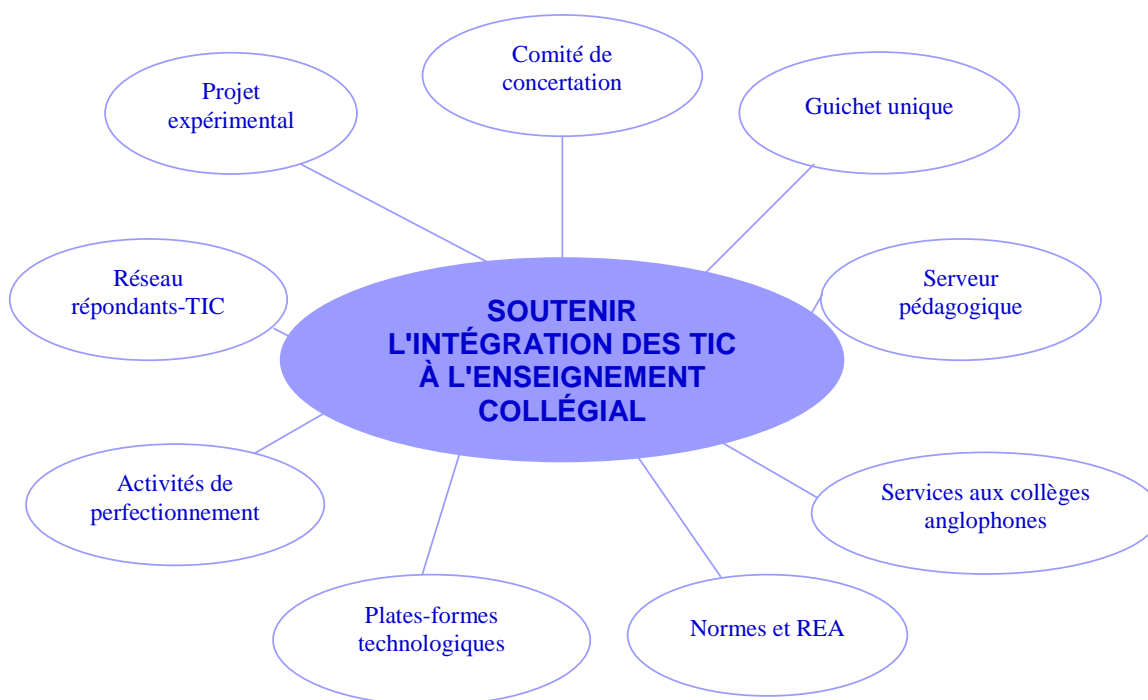 Comité de
concertation
Projet
expérimental
Guichet unique
Réseau
répondants-TIC
Serveur
pédagogique
SOUTENIR
L'INTÉGRATION DES TIC
À L'ENSEIGNEMENT
COLLÉGIAL
Activités de
perfectionnement
Services aux collèges
anglophones
Plates-formes
technologiques
Normes et REA